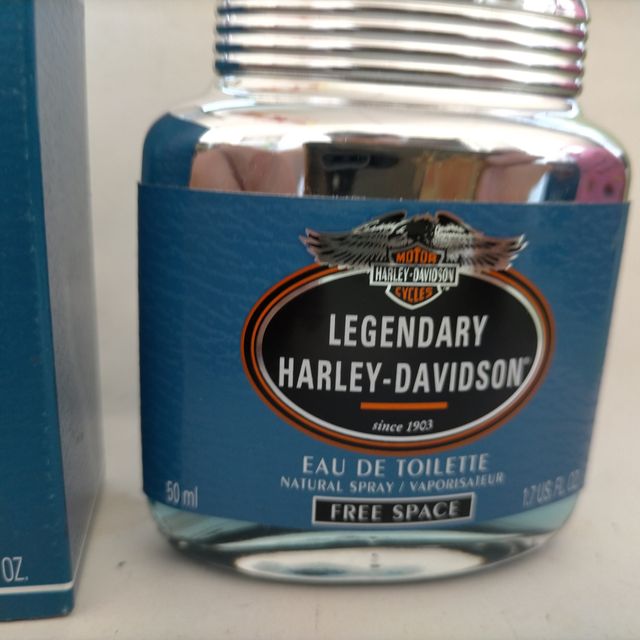 MOTOR
HARLEY-DAVIDSON
CYCLES
LEGENDARY
HARLEY-DAVIDSON™
since 1903
EAU DE TOILETTE
NATURAL SPRAY / VAPORISATEUR
50 ml
1.7 US. FL. OZ.
FREE SPACE
OZ.